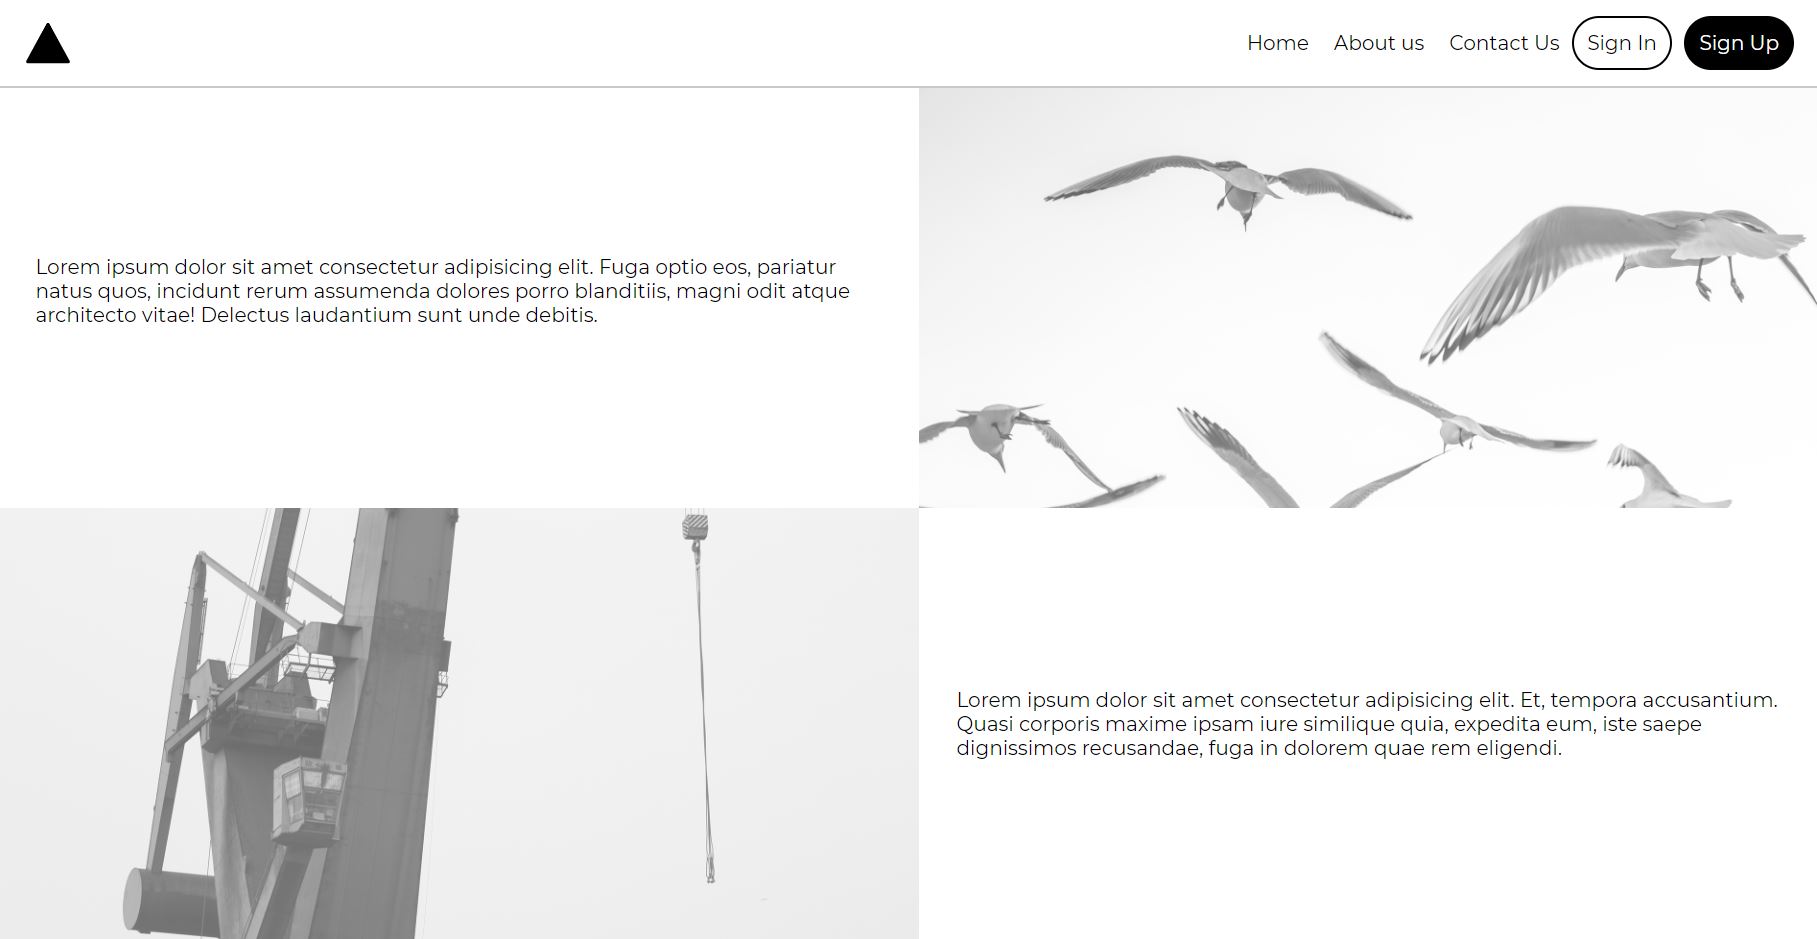 Home About us Contact Us Sign In Sign Up
Lorem ipsum dolor sit amet consectetur adipisicing elit. Fuga optio eos, pariatur
natus quos, incidunt rerum assumenda dolores porro blanditiis, magni odit atque
architecto vitae! Delectus laudantium sunt unde debitis.
Lorem ipsum dolor sit amet consectetur adipisicing elit. Et, tempora accusantium.
Quasi corporis maxime ipsam iure similique quia, expedita eum, iste saepe
dignissimos recusandae, fuga in dolorem quae rem eligendi.